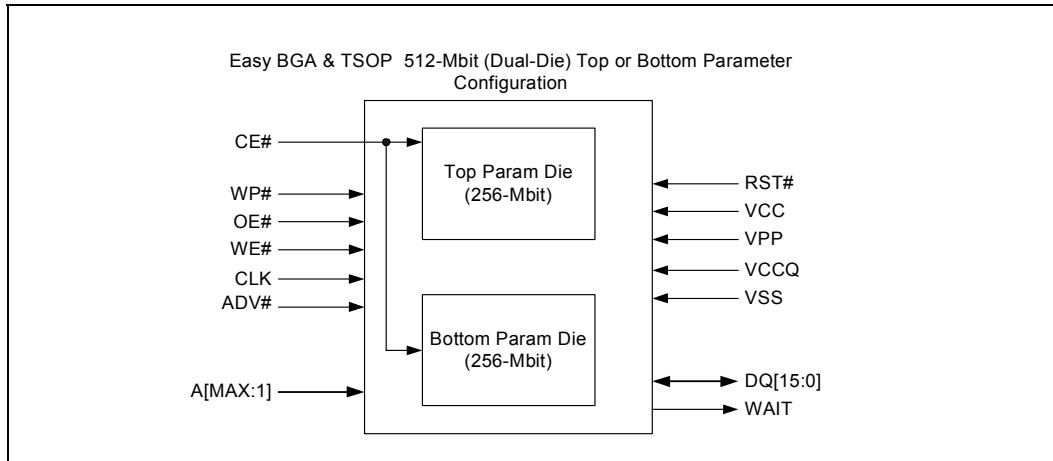 Easy BGA & TSOP 512-Mbit (Dual-Die) Top or Bottom Parameter
Configuration
CE#
WP#
OE#
WE#
CLK
ADV#
A[MAX:1]
Top Param Die
(256-Mbit)
Bottom Param Die
(256-Mbit)
RST#
VCC
VPP
VCCQ
VSS
DQ[15:0]
WAIT